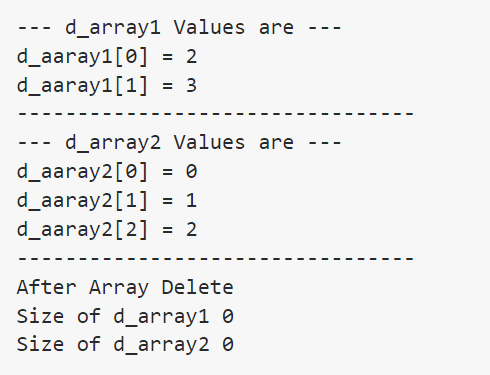 --- d_array1 Values are ---
d_aaray1[0] = 2
d_aaray1[1] = 3
---------------------------------
--- d_array2 Values are ---
d_aaray2[0] = 0
d_aaray2[1] = 1
d_aaray2[2] = 2
---------------------------------
After Array Delete
Size of d_array1 0
Size of d_array2 0